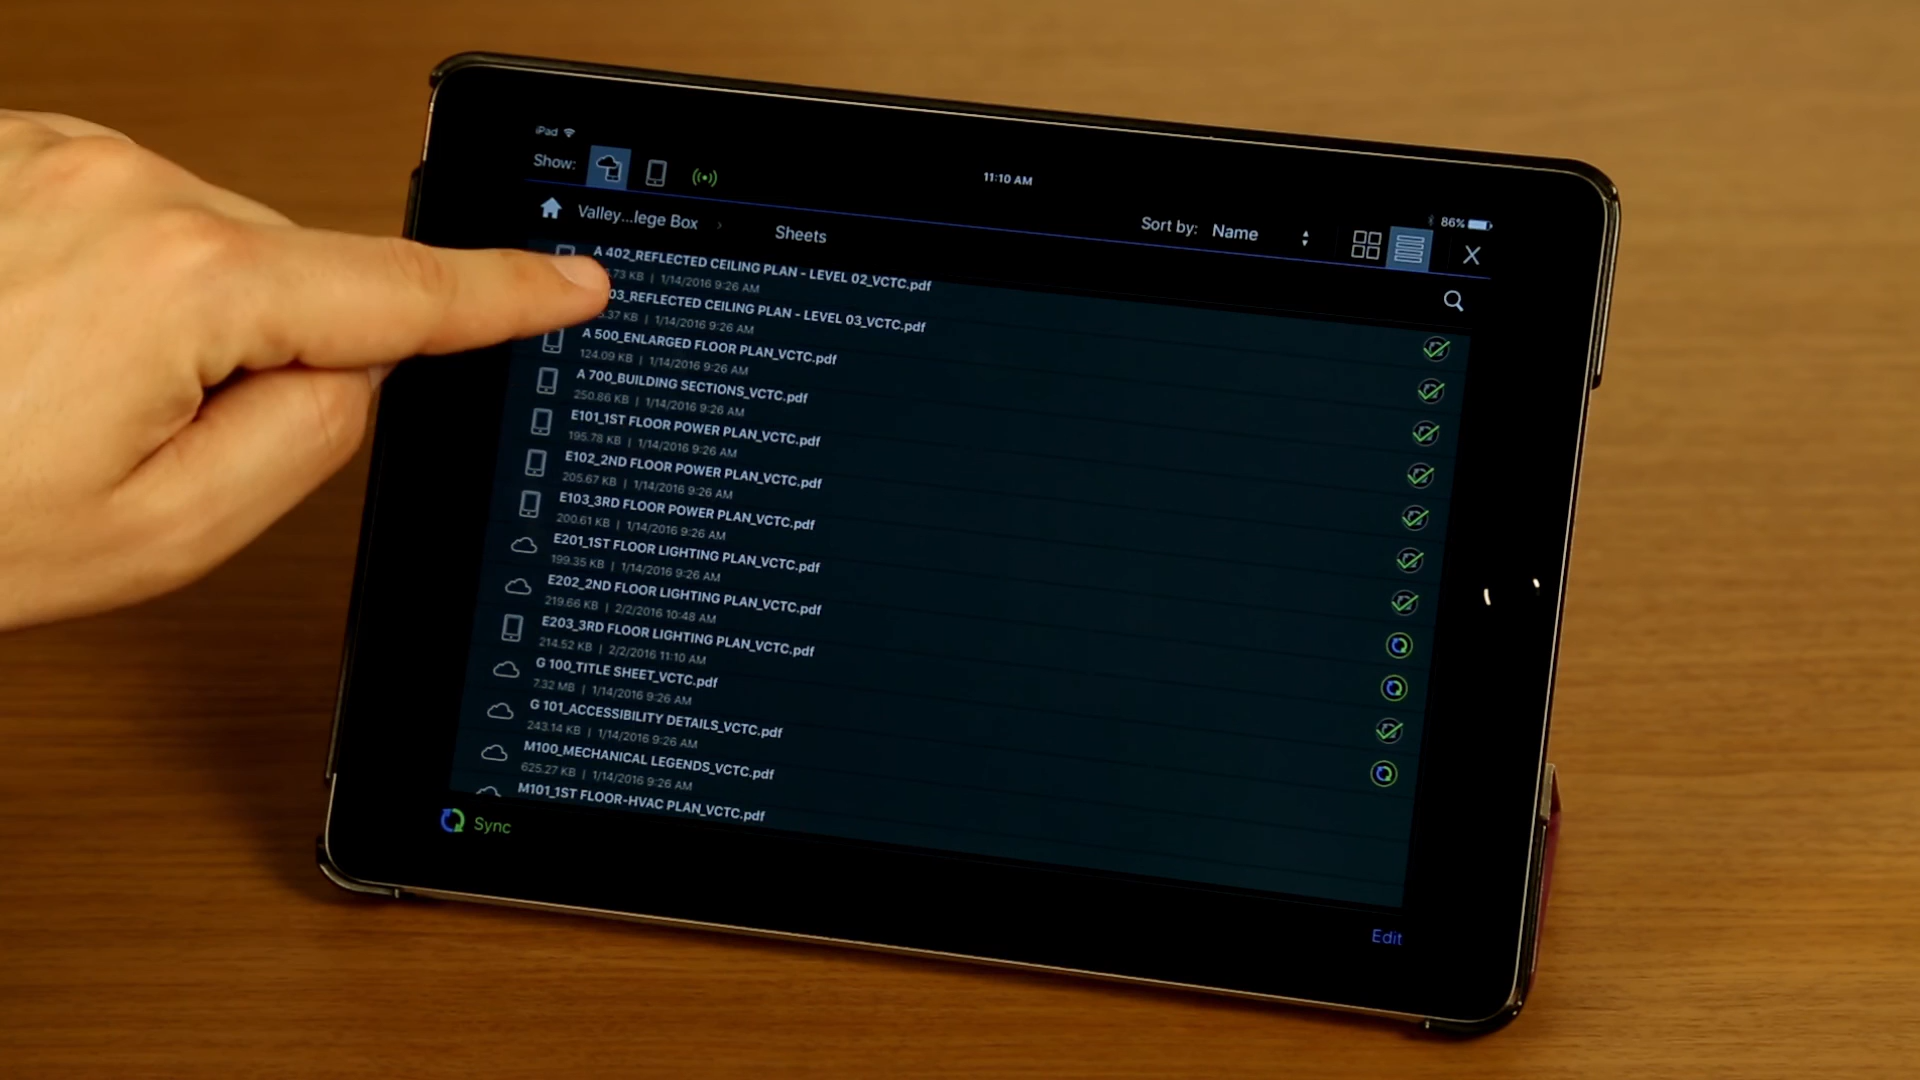 iPad
Show:
11:10 AM
86%
Valley...lege Box
Sheets
Sort by: Name
A 402_REFLECTED CEILING PLAN - LEVEL 02_VCTC.pdf
.73 KB | 1/14/2016 9:26 AM
03_REFLECTED CEILING PLAN - LEVEL 03_VCTC.pdf
.37 KB | 1/14/2016 9:26 AM
A 500_ENLARGED FLOOR PLAN_VCTC.pdf
124.09 KB | 1/14/2016 9:26 AM
A 700_BUILDING SECTIONS_VCTC.pdf
250.86 KB | 1/14/2016 9:26 AM
E101_1ST FLOOR POWER PLAN_VCTC.pdf
195.78 KB | 1/14/2016 9:26 AM
E102_2ND FLOOR POWER PLAN_VCTC.pdf
205.67 KB | 1/14/2016 9:26 AM
E103_3RD FLOOR POWER PLAN_VCTC.pdf
200.61 KB | 1/14/2016 9:26 AM
E201_1ST FLOOR LIGHTING PLAN_VCTC.pdf
199.35 KB | 1/14/2016 9:26 AM
E202_2ND FLOOR LIGHTING PLAN_VCTC.pdf
219.66 KB | 2/2/2016 10:48 AM
E203_3RD FLOOR LIGHTING PLAN_VCTC.pdf
214.52 KB | 2/2/2016 11:10 AM
G 100_TITLE SHEET_VCTC.pdf
7.32 MB | 1/14/2016 9:26 AM
G 101_ACCESSIBILITY DETAILS_VCTC.pdf
243.14 KB | 1/14/2016 9:26 AM
M100_MECHANICAL LEGENDS_VCTC.pdf
625.27 KB | 1/14/2016 9:26 AM
M101_1ST FLOOR-HVAC PLAN_VCTC.pdf
Sync
Edit